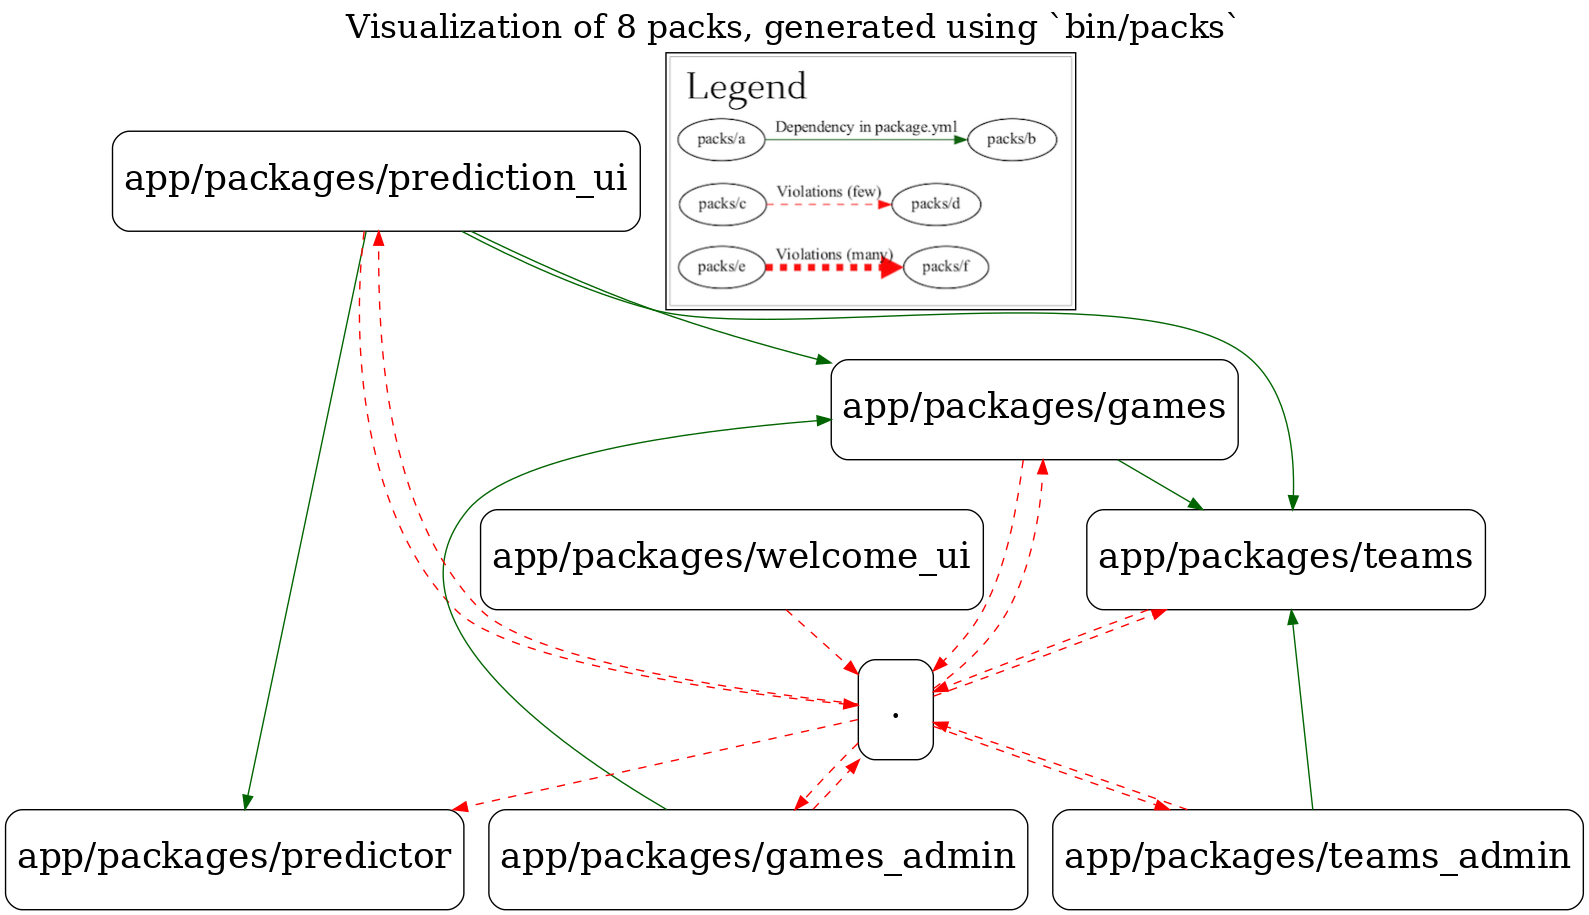 Visualization of 8 packs, generated using `bin/packs`
Legend
packs/a
Dependency in package.yml
packs/b
packs/c
Violations (few)
packs/d
packs/e
Violations (many)
packs/f
app/packages/prediction_ui
app/packages/games
app/packages/welcome_ui
app/packages/teams
.
app/packages/predictor
app/packages/games_admin
app/packages/teams_admin